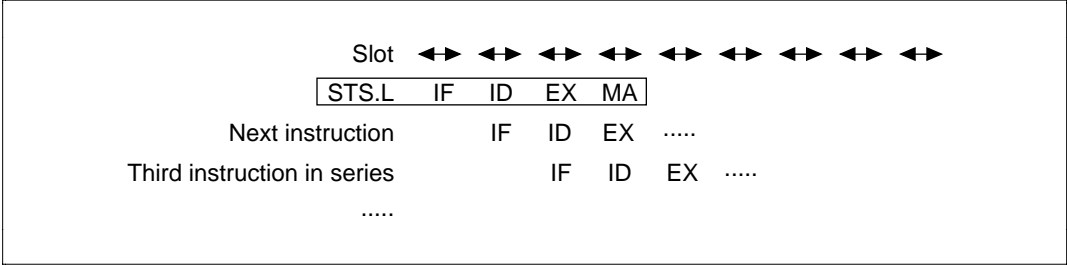 Slot
STS.L IF ID EX MA
Next instruction IF ID EX .....
Third instruction in series IF ID EX .....
.....